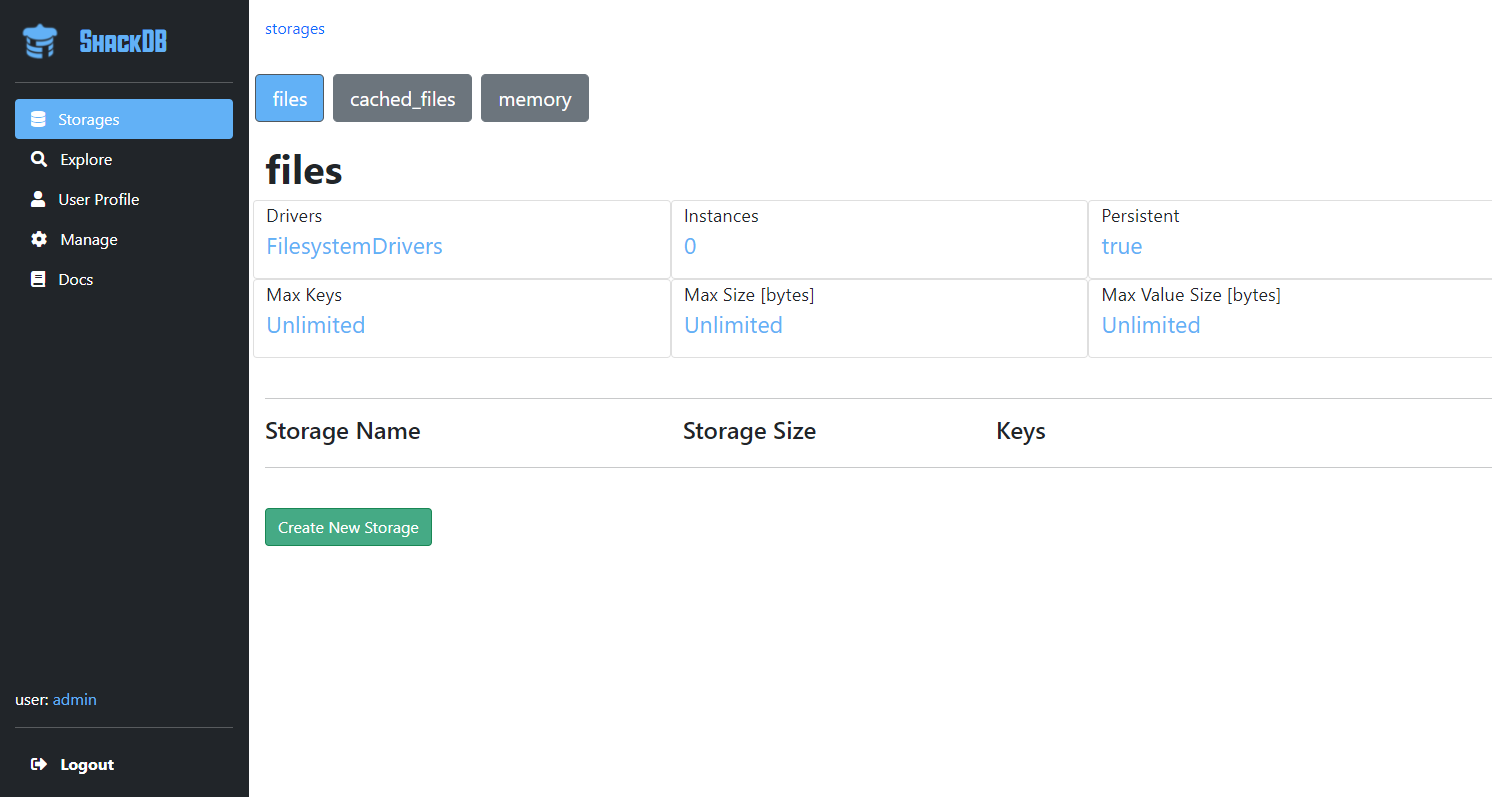 ShackDB
storages
files cached_files memory
Storages
Explore
User Profile
Manage
Docs
files
Drivers Instances Persistent
FilesystemDrivers 0 true
Max Keys Max Size [bytes] Max Value Size [bytes]
Unlimited Unlimited Unlimited
Storage Name Storage Size Keys
Create New Storage
user: admin
Logout